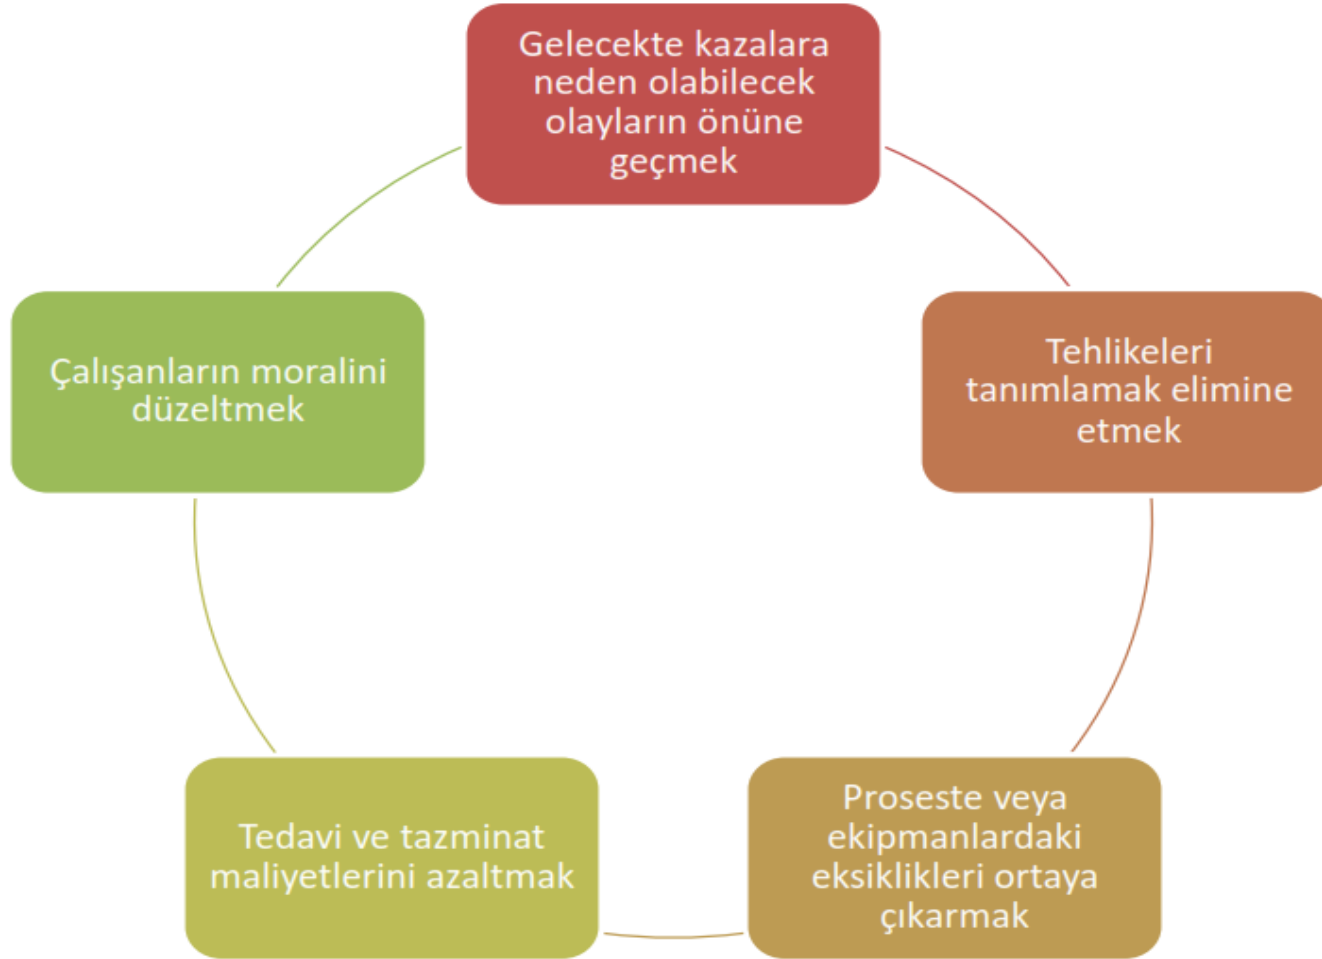 Gelecekte kazalara
neden olabilecek
olayların önüne
geçmek
Tehlikeleri
tanımlamak elimine
etmek
Proseste veya
ekipmanlardaki
eksiklikleri ortaya
çıkarmak
Tedavi ve tazminat
maliyetlerini azaltmak
Çalışanların moralini
düzeltmek